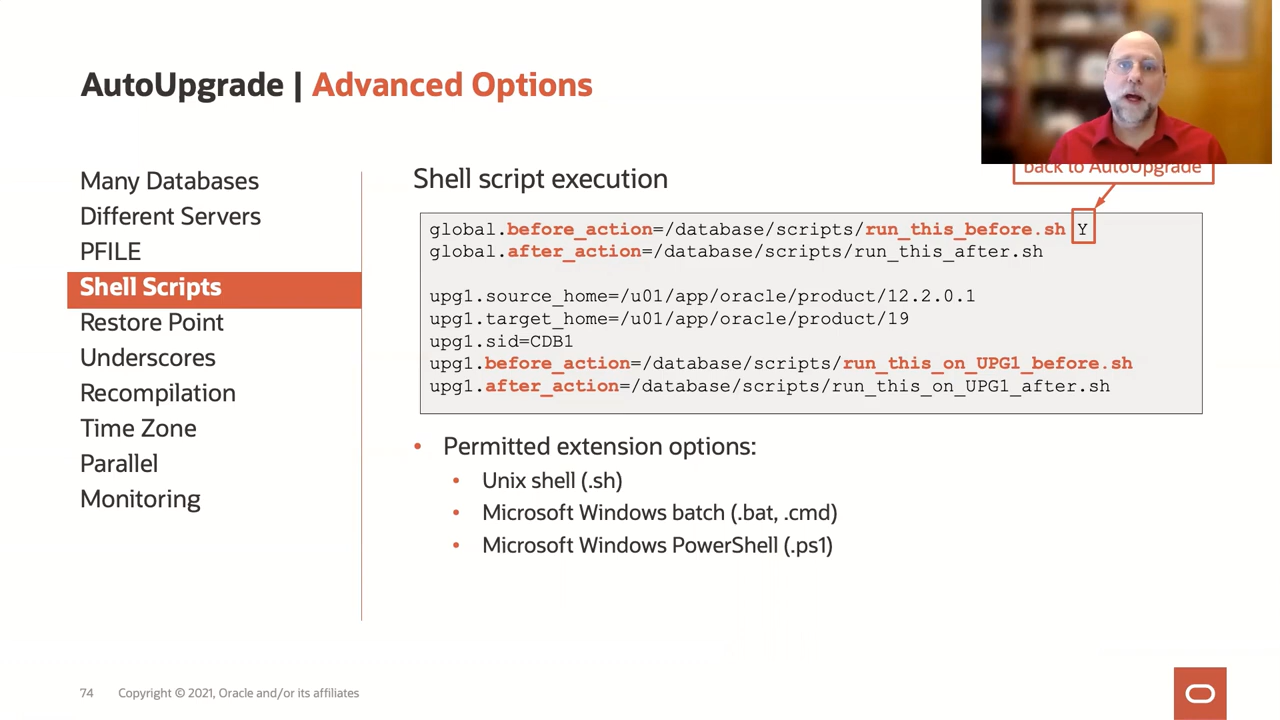 AutoUpgrade | Advanced Options
Many Databases
Different Servers
PFILE
Shell Scripts
Restore Point
Underscores
Recompilation
Time Zone
Parallel
Monitoring
Shell script execution
back to AutoUpgrade
global.before_action=/database/scripts/run_this_before.sh Y
global.after_action=/database/scripts/run_this_after.sh
upg1.source_home=/u01/app/oracle/product/12.2.0.1
upg1.target_home=/u01/app/oracle/product/19
upg1.sid=CDB1
upg1.before_action=/database/scripts/run_this_on_UPG1_before.sh
upg1.after_action=/database/scripts/run_this_on_UPG1_after.sh
• Permitted extension options:
• Unix shell (.sh)
• Microsoft Windows batch (.bat, .cmd)
• Microsoft Windows PowerShell (.ps1)
74 Copyright © 2021, Oracle and/or its affiliates